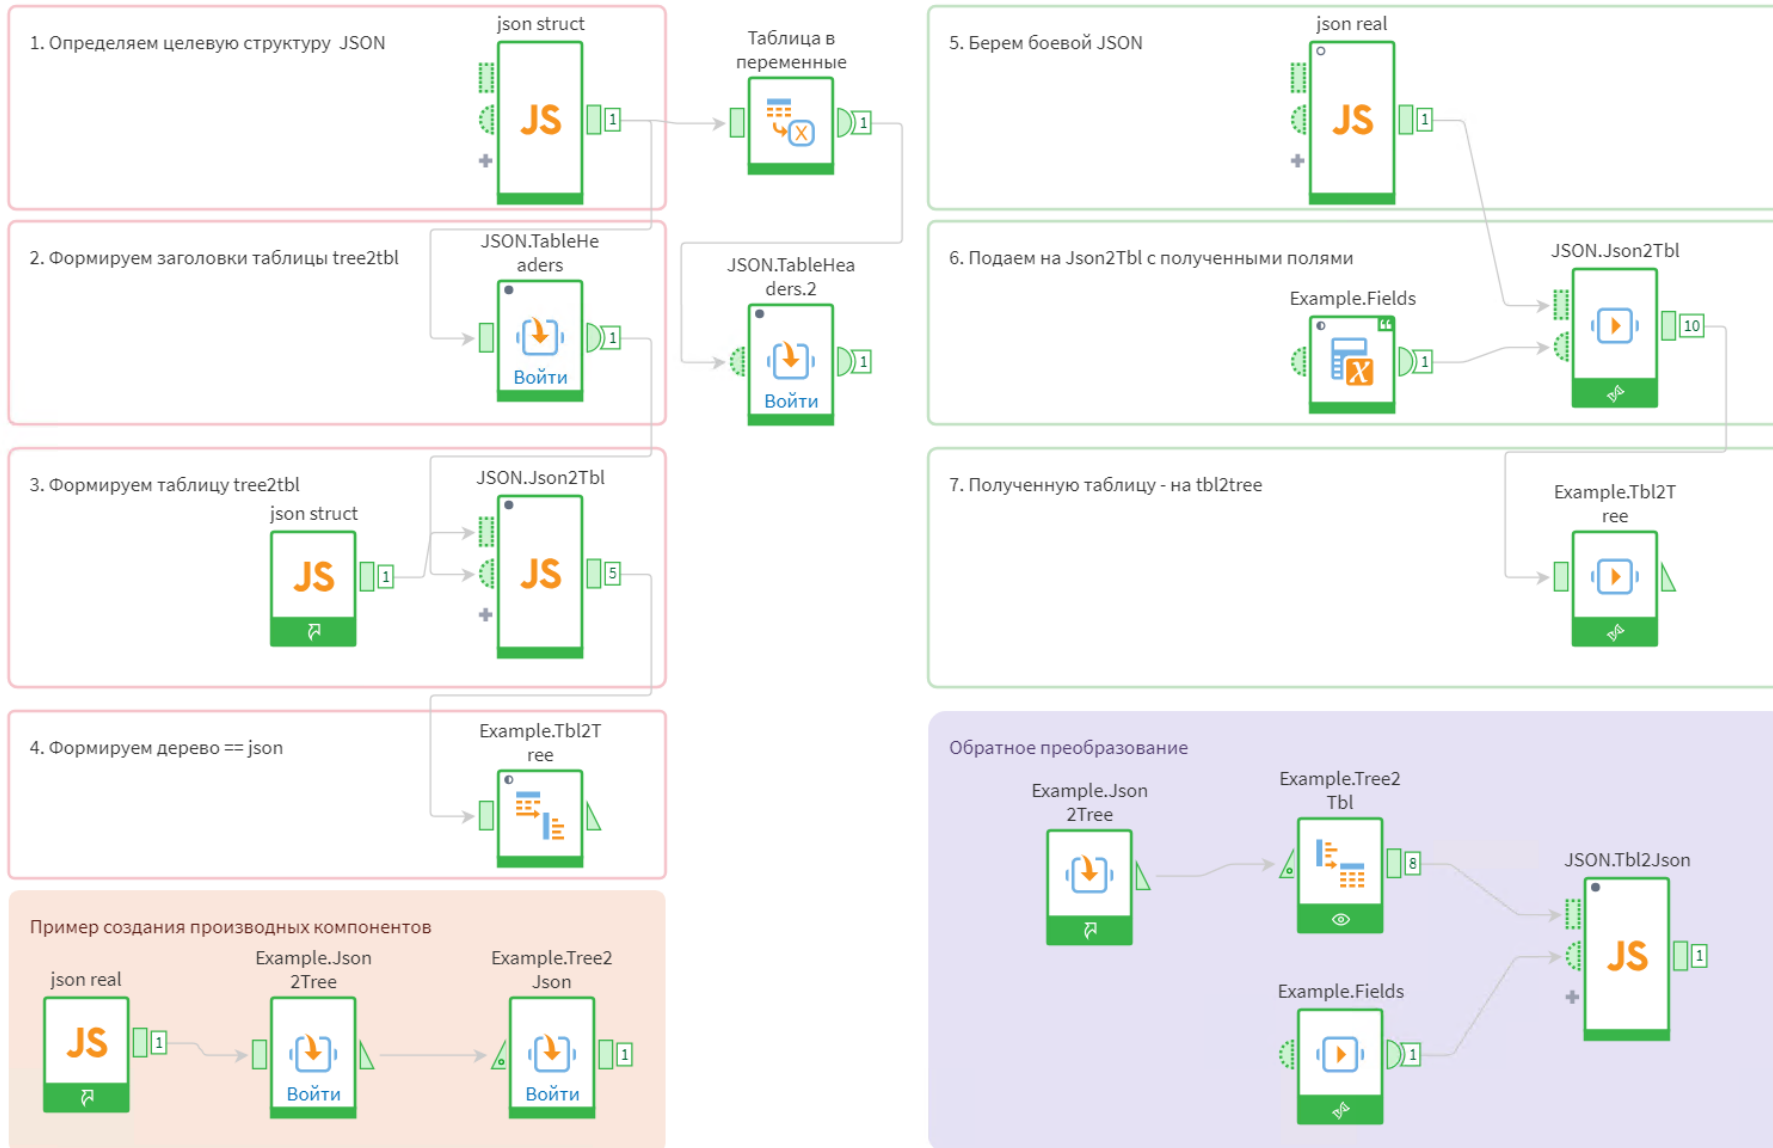 1. Определяем целевую структуру JSON
json struct
JS
1
Таблица в
переменные
X
1
2. Формируем заголовки таблицы tree2tbl
JSON.TableHe
aders
Войти
1
JSON.TableHea
ders.2
Войти
1
3. Формируем таблицу tree2tbl
json struct
JS
1
JSON.Json2Tbl
JS
5
4. Формируем дерево == json
Example.Tbl2T
ree
Пример создания производных компонентов
json real
JS
1
Example.Json
2Tree
Войти
Example.Tree2
Json
Войти
1
5. Берем боевой JSON
json real
JS
1
6. Подаем на Json2Tbl с полученными полями
Example.Fields
X
1
JSON.Json2Tbl
10
7. Полученную таблицу - на tbl2tree
Example.Tbl2T
ree
Обратное преобразование
Example.Json
2Tree
Example.Tree2
Tbl
8
Example.Fields
1
JSON.Tbl2Json
JS
1